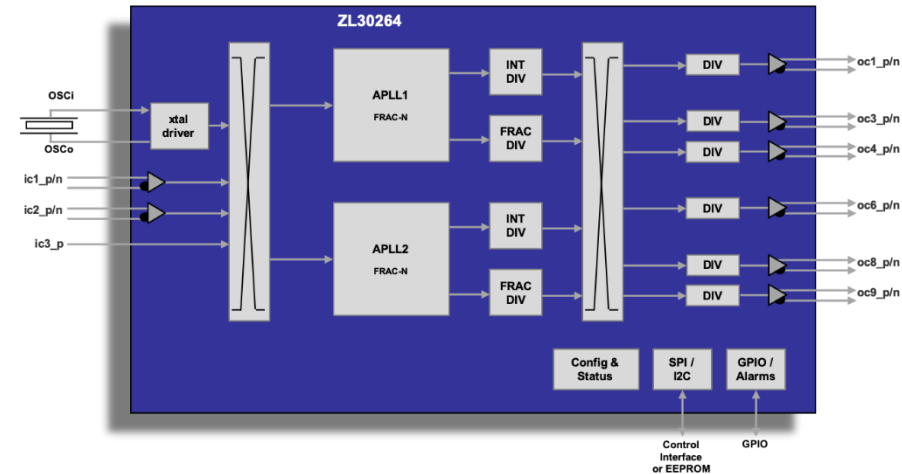 ZL30264
OSCi
OSCo
xtal
driver
ic1_p/n
ic2_p/n
ic3_p
APLL1
FRAC-N
INT
DIV
FRAC
DIV
APLL2
FRAC-N
INT
DIV
FRAC
DIV
DIV
oc1_p/n
DIV
oc3_p/n
DIV
oc4_p/n
DIV
oc6_p/n
DIV
oc8_p/n
DIV
oc9_p/n
Config &
Status
SPI /
I2C
GPIO /
Alarms
Control
Interface
or EEPROM
GPIO